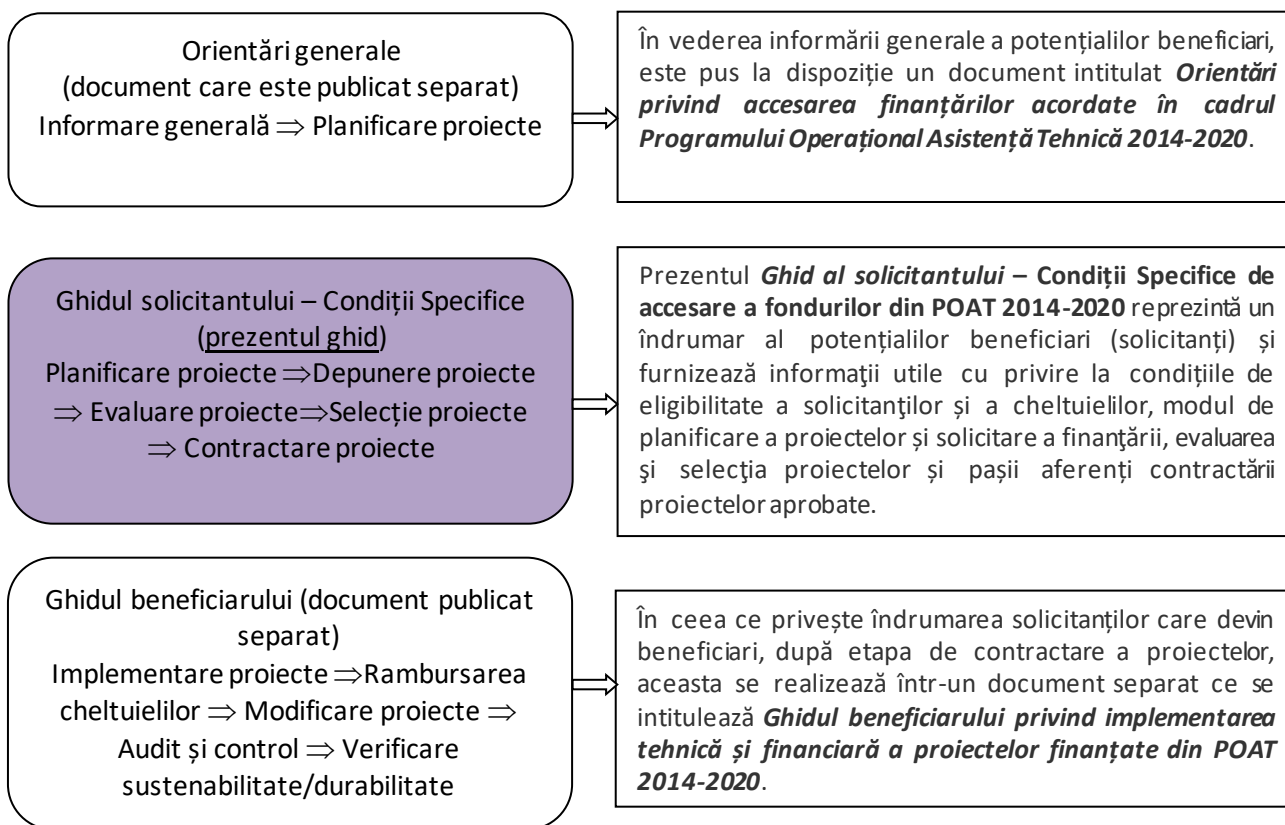 Orientări generale
(document care este publicat separat)
Informare generală ⇒ Planificare proiecte
În vederea informării generale a potențialilor beneficiari,
este pus la dispoziție un document intitulat Orientări
privind accesarea finanțărilor acordate în cadrul
Programului Operațional Asistență Tehnică 2014-2020.
Ghidul solicitantului – Condiții Specifice
(prezentul ghid)
Planificare proiecte ⇒Depunere proiecte
⇒ Evaluare proiecte⇒Selecție proiecte
⇒ Contractare proiecte
Prezentul Ghid al solicitantului – Condiții Specifice de
accesare a fondurilor din POAT 2014-2020 reprezintă un
îndrumar al potențialilor beneficiari (solicitanți) și
furnizează informaţii utile cu privire la condițiile de
eligibilitate a solicitanţilor și a cheltuielilor, modul de
planificare a proiectelor și solicitare a finanţării, evaluarea
şi selecţia proiectelor și pașii aferenți contractării
proiectelor aprobate.
Ghidul beneficiarului (document publicat
separat)
Implementare proiecte ⇒Rambursarea
cheltuielilor ⇒ Modificare proiecte ⇒
Audit și control ⇒ Verificare
sustenabilitate/durabilitate
În ceea ce privește îndrumarea solicitanților care devin
beneficiari, după etapa de contractare a proiectelor,
aceasta se realizează într-un document separat ce se
intitulează Ghidul beneficiarului privind implementarea
tehnică și financiară a proiectelor finanțate din POAT
2014-2020.